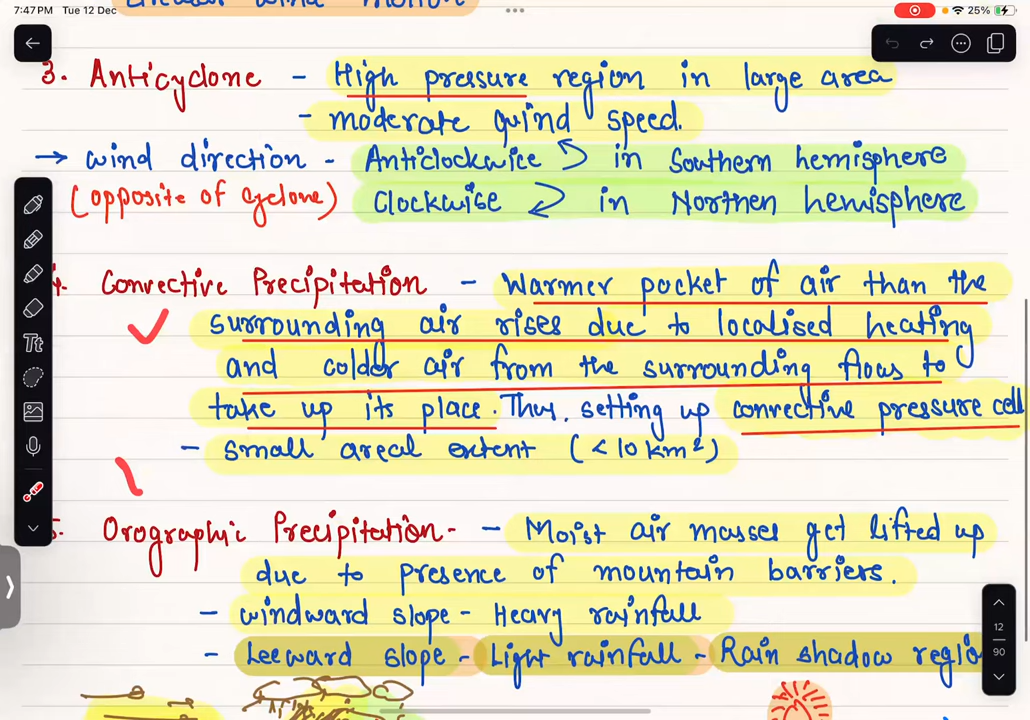 7:47 PM Tue 12 Dec
25%
3. Anticyclone - High pressure region in large area
- moderate quind speed.
→ wind direction - Anticlockwice in Southern hemisphere
(opposite of cyclone) Clockwise in Northen hemisphere
4. Convective Precipitation - Warmer pocket of air than the
surrounding air rises due to localised heating
and colder air from the surrounding flows to
take up its place. Thus, setting up convective pressure cell
- Small areal extent (<10 km²)
Tt
5. Orographic Precipitation - - Moist air masses get lifted up
due to presence of mountain barriers.
12
- windward slope - Heavy rainfall
90
- Leeward slope - Light rainfall - Rain shadow regio